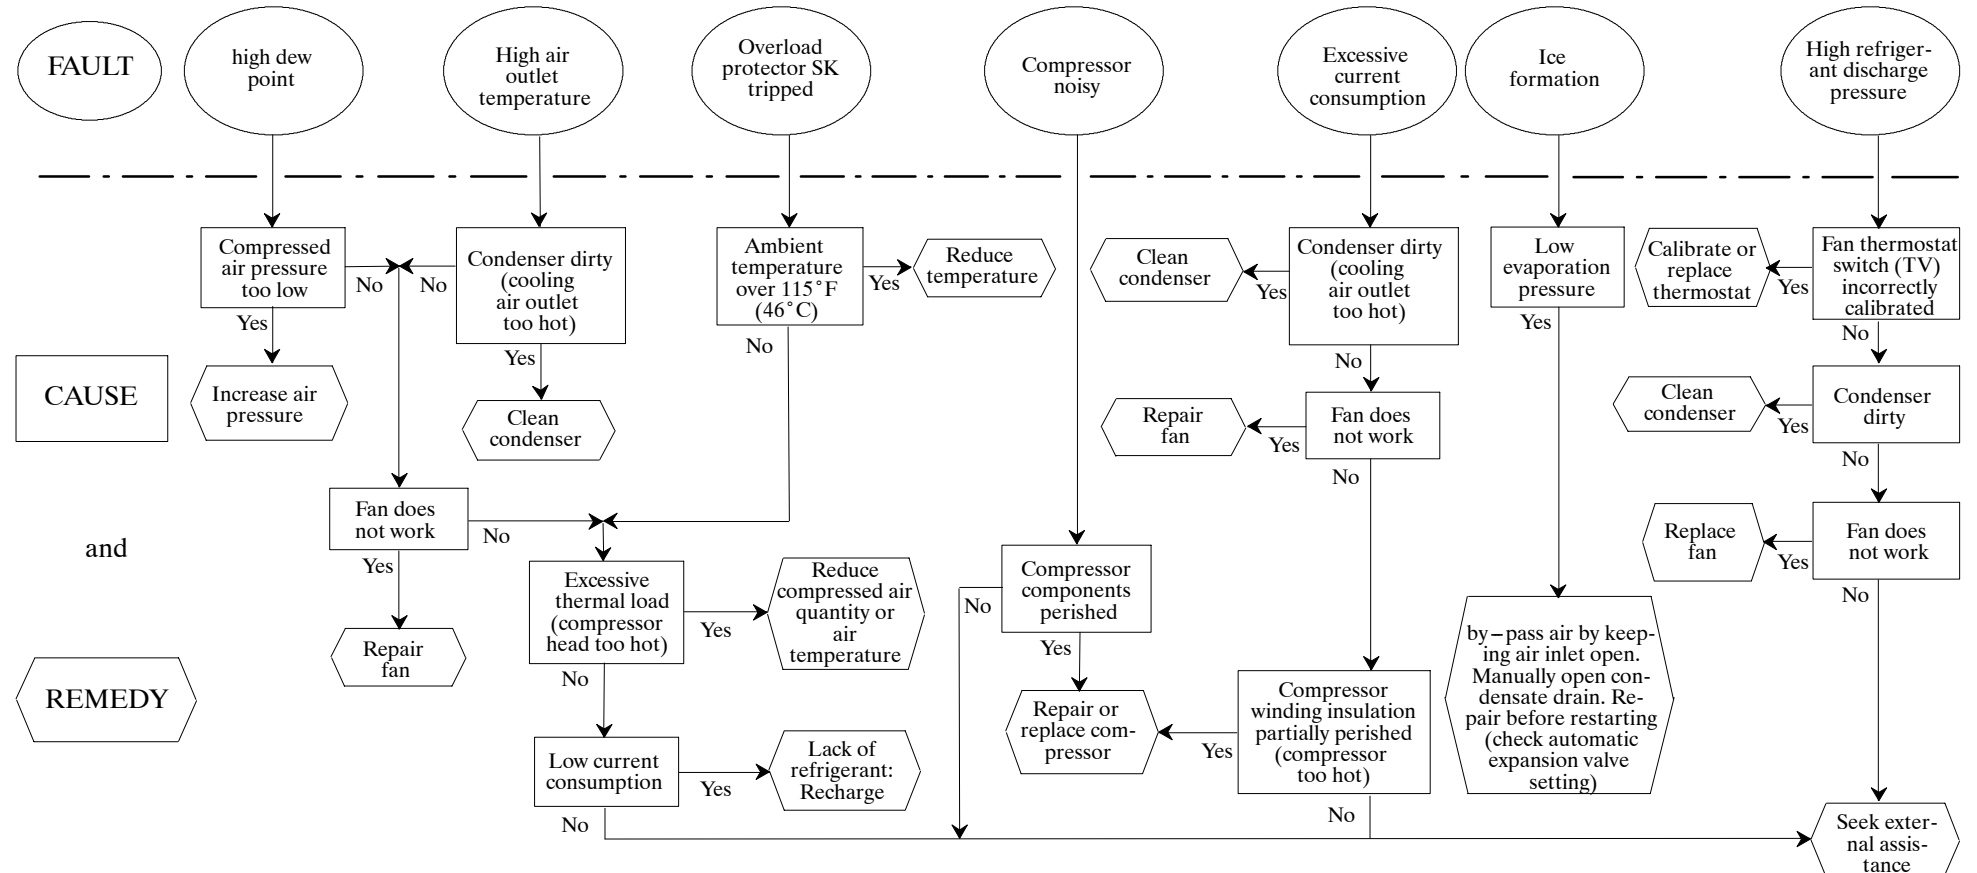 FAULT
high dew
point
High air
outlet
temperature
Overload
protector SK
tripped
Compressor
noisy
Excessive
current
consumption
Ice
formation
High refriger-
ant discharge
pressure
Compressed
air pressure
too low
No
Yes
Increase air
pressure
Condenser dirty
(cooling
air outlet
too hot)
No
Yes
Clean
condenser
Ambient
temperature
over 115°F
(46°C)
Yes
Reduce
temperature
No
Clean
condenser
Yes
Condenser dirty
(cooling
air outlet
too hot)
No
Low
evaporation
pressure
Yes
Calibrate or
replace
thermostat
Yes
Fan thermostat
switch (TV)
incorrectly
calibrated
No
CAUSE
Repair
fan
Yes
Fan does
not work
No
Clean
condenser
Yes
Condenser
dirty
No
and
Fan does
not work
No
Yes
Repair
fan
Excessive
thermal load
(compressor
head too hot)
Yes
Reduce
compressed air
quantity or
air
temperature
No
Compressor
components
perished
No
Yes
Repair or
replace com-
pressor
Replace
fan
Yes
Fan does
not work
No
REMEDY
Yes
Compressor
winding insulation
partially perished
(compressor
too hot)
No
by-pass air by keep-
ing air inlet open.
Manually open con-
densate drain. Re-
pair before restarting
(check automatic
expansion valve
setting)
Low current
consumption
Yes
Lack of
refrigerant:
Recharge
No
Seek exter-
nal assis-
tance